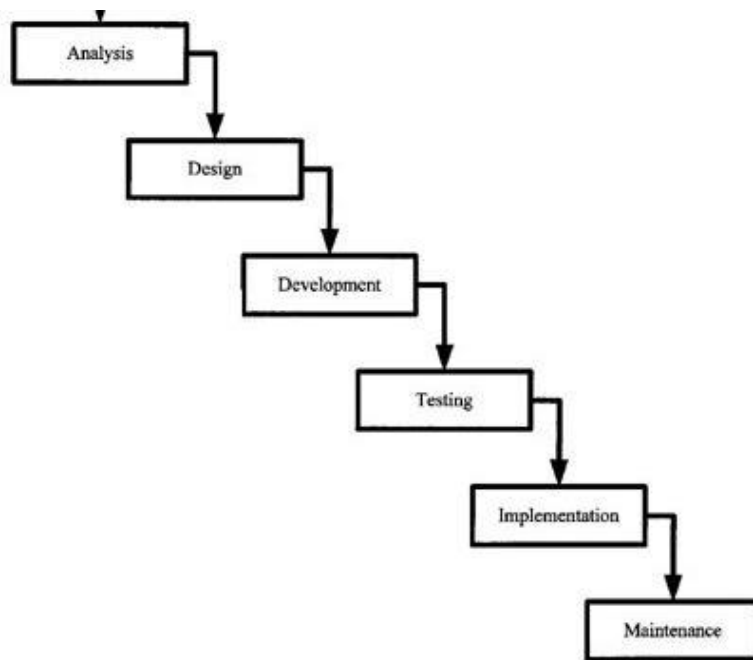 Analysis
Design
Development
Testing
Implementation
Maintenance